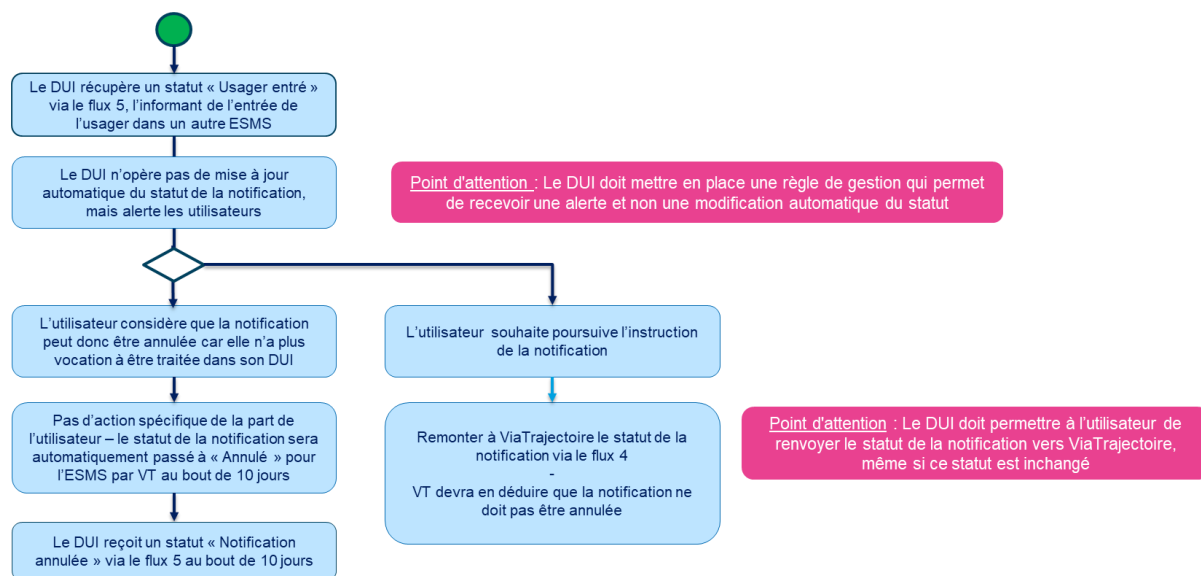 Le DUI récupère un statut « Usager entré »
via le flux 5, l’informant de l’entrée de
l’usager dans un autre ESMS
Le DUI n’opère pas de mise à jour
automatique du statut de la notification,
mais alerte les utilisateurs
Point d'attention : Le DUI doit mettre en place une règle de gestion qui permet
de recevoir une alerte et non une modification automatique du statut
L’utilisateur considère que la notification
peut donc être annulée car elle n’a plus
vocation à être traitée dans son DUI
L’utilisateur souhaite poursuive l’instruction
de la notification
Pas d’action spécifique de la part de
l’utilisateur – le statut de la notification sera
automatiquement passé à « Annulé » pour
l’ESMS par VT au bout de 10 jours
Remonter à ViaTrajectoire le statut de la
notification via le flux 4
-
VT devra en déduire que la notification ne
doit pas être annulée
Point d'attention : Le DUI doit permettre à l’utilisateur de
renvoyer le statut de la notification vers ViaTrajectoire,
même si ce statut est inchangé
Le DUI reçoit un statut « Notification
annulée » via le flux 5 au bout de 10 jours